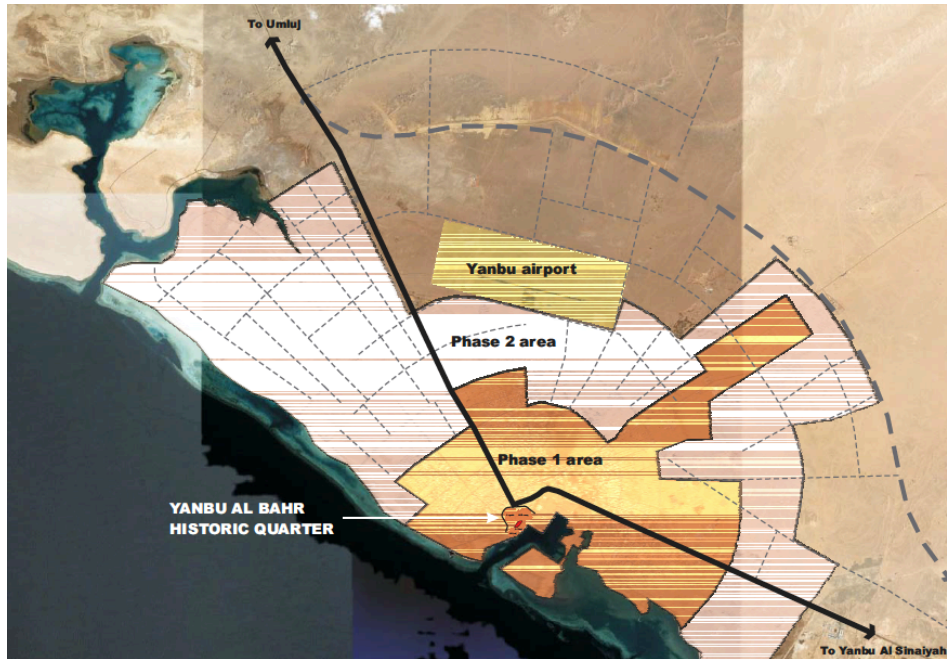 To Umluj
Yanbu airport
Phase 2 area
Phase 1 area
YANBU AL BAHR
HISTORIC QUARTER
To Yanbu Al Sinaiyah